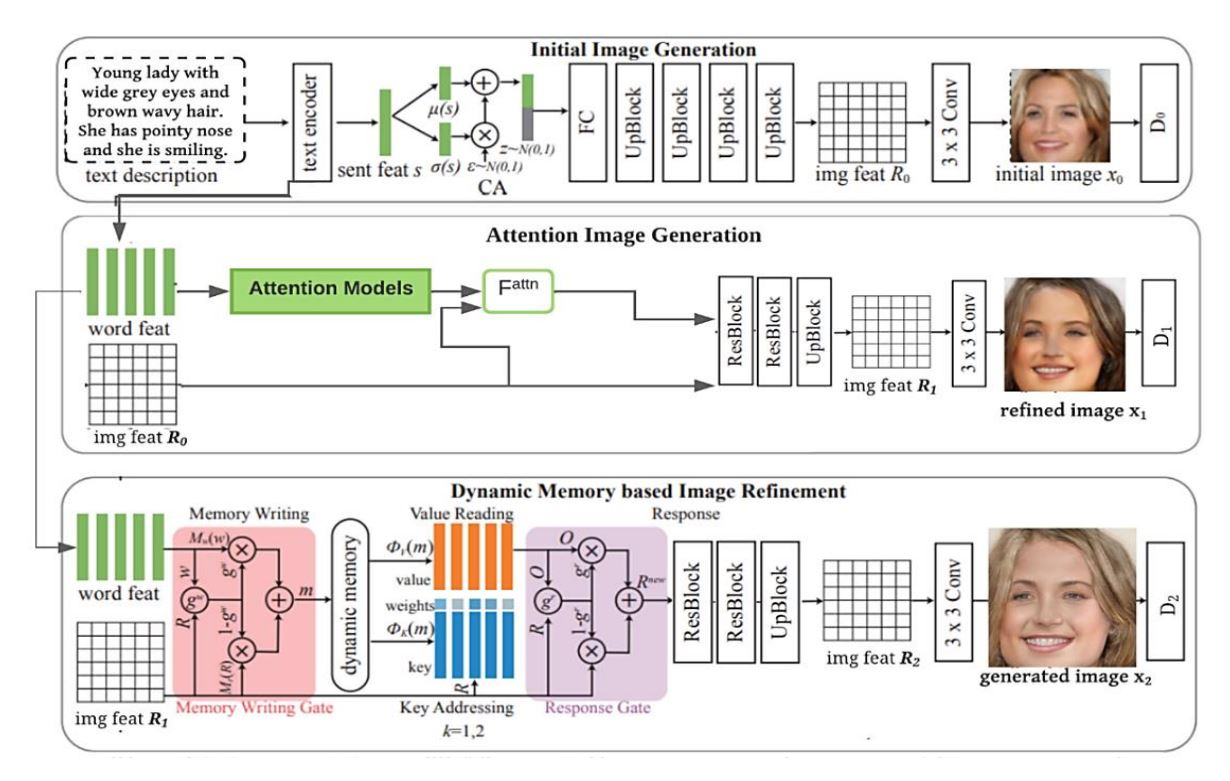 Initial Image Generation
Young lady with
wide grey eyes and
brown wavy hair.
She has pointy nose
and she is smiling.
text description
text encoder
sent feat s
μ(s)
σ(s)
ε~N(0,1)
z~N(0,1)
CA
FC
UpBlock
UpBlock
UpBlock
UpBlock
img feat R₀
3 x 3 Conv
initial image x₀
D₀
Attention Image Generation
word feat
Attention Models
Fᵃᵗᵗⁿ
img feat R₀
ResBlock
ResBlock
UpBlock
img feat R₁
3 x 3 Conv
refined image x₁
D₁
Dynamic Memory based Image Refinement
word feat
img feat R₁
Memory Writing
Mw(w)
w
gʷ
gʷ
R
1-gʷ
Mr(R)
m
Memory Writing Gate
dynamic memory
Value Reading
Φᵥ(m)
value
weights
Φₖ(m)
key
R
Key Addressing
k=1,2
Response
O
O
gʳ
gʳ
R
1-gʳ
Rⁿᵉʷ
Response Gate
ResBlock
ResBlock
UpBlock
img feat R₂
3 x 3 Conv
generated image x₂
D₂